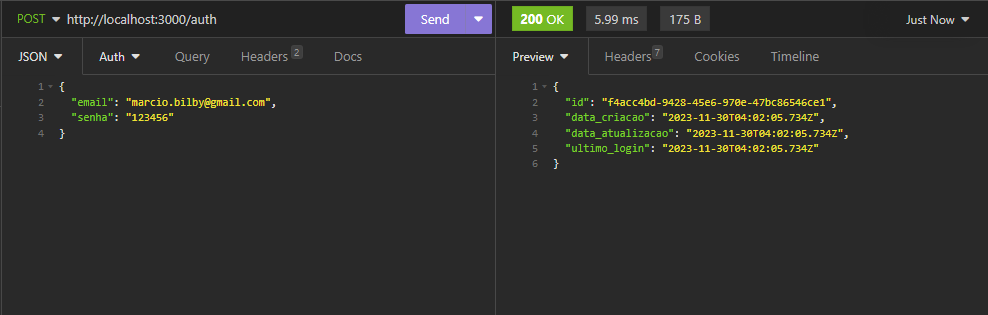 POST http://localhost:3000/auth Send
200 OK 5.99 ms 175 B Just Now
JSON Auth Query Headers 2 Docs
Preview Headers 7 Cookies Timeline
1 {
2 "email": "marcio.bilby@gmail.com",
3 "senha": "123456"
4 }
1 {
2 "id": "f4acc4bd-9428-45e6-970e-47bc86546ce1",
3 "data_criacao": "2023-11-30T04:02:05.734Z",
4 "data_atualizacao": "2023-11-30T04:02:05.734Z",
5 "ultimo_login": "2023-11-30T04:02:05.734Z"
6 }